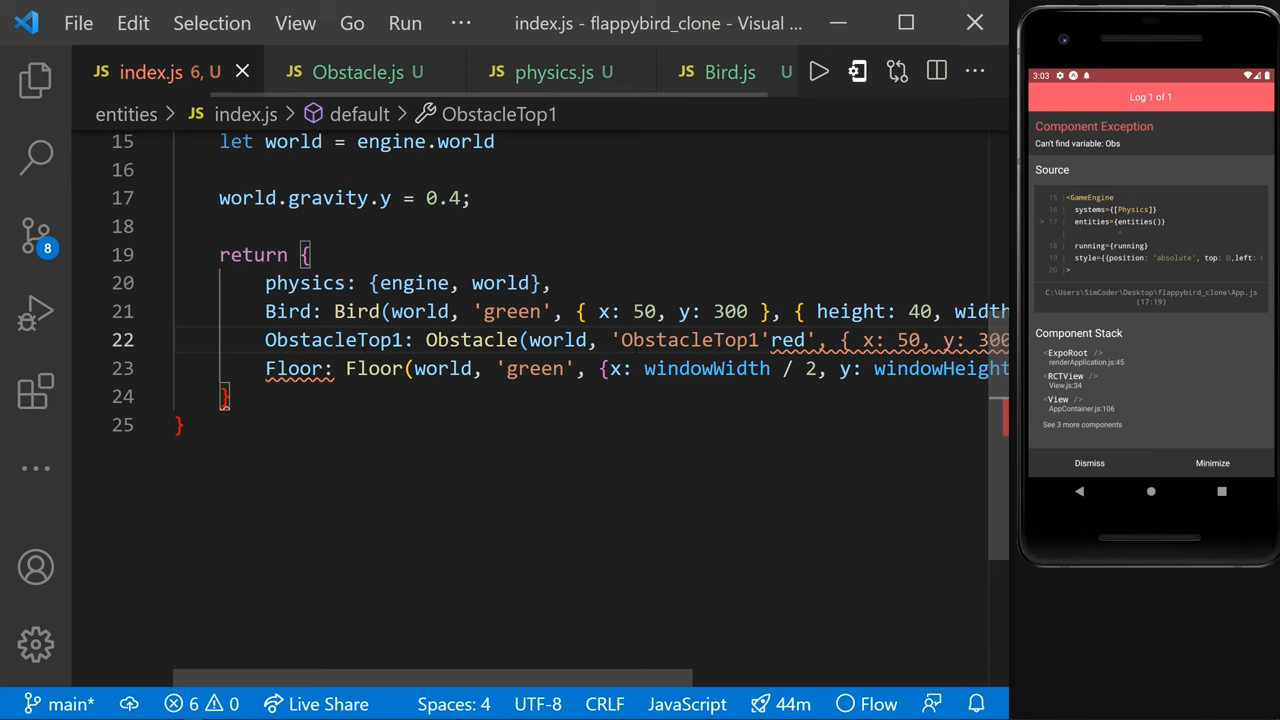 File Edit Selection View Go Run ··· index.js - flappybird_clone - Visual ...
JS index.js 6, U JS Obstacle.js U JS physics.js U JS Bird.js U
entities > JS index.js > default > ObstacleTop1
15 let world = engine.world
16
17 world.gravity.y = 0.4;
18
19 return {
20 physics: {engine, world},
21 Bird: Bird(world, 'green', { x: 50, y: 300 }, { height: 40, width
22 ObstacleTop1: Obstacle(world, 'ObstacleTop1'red', { x: 50, y: 300
23 Floor: Floor(world, 'green', {x: windowWidth / 2, y: windowHeight
24 }
25 }
8
main* 6 0 Live Share Spaces: 4 UTF-8 CRLF JavaScript 44m Flow
3:03
Log 1 of 1
Component Exception
Can't find variable: Obs
Source
15 | <GameEngine
16 | systems={[Physics]}
> 17 | entities={entities()}
| ^
18 | running={running}
19 | style={{position: 'absolute', top: 0,left:
20 | >
C:\Users\SimCoder\Desktop\flappybird_clone\App.js
(17:19)
Component Stack
<ExpoRoot />
renderApplication.js:45
<RCTView />
View.js:34
<View />
AppContainer.js:106
See 3 more components
Dismiss Minimize